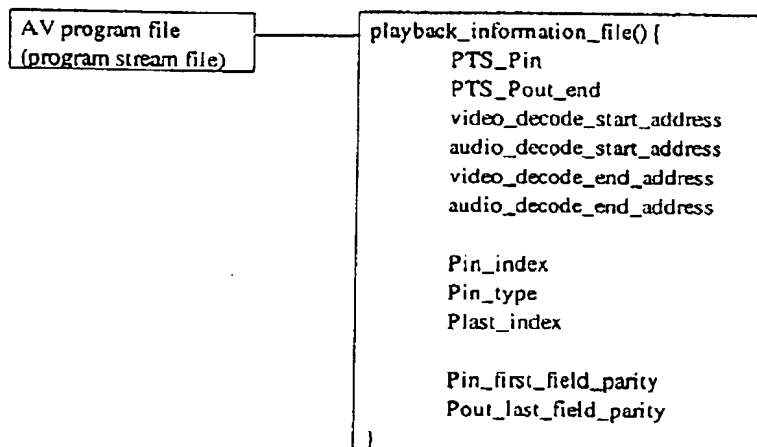 AV program file
(program stream file)
playback_information_file() {
PTS_Pin
PTS_Pout_end
video_decode_start_address
audio_decode_start_address
video_decode_end_address
audio_decode_end_address
Pin_index
Pin_type
Plast_index
Pin_first_field_parity
Pout_last_field_parity
}